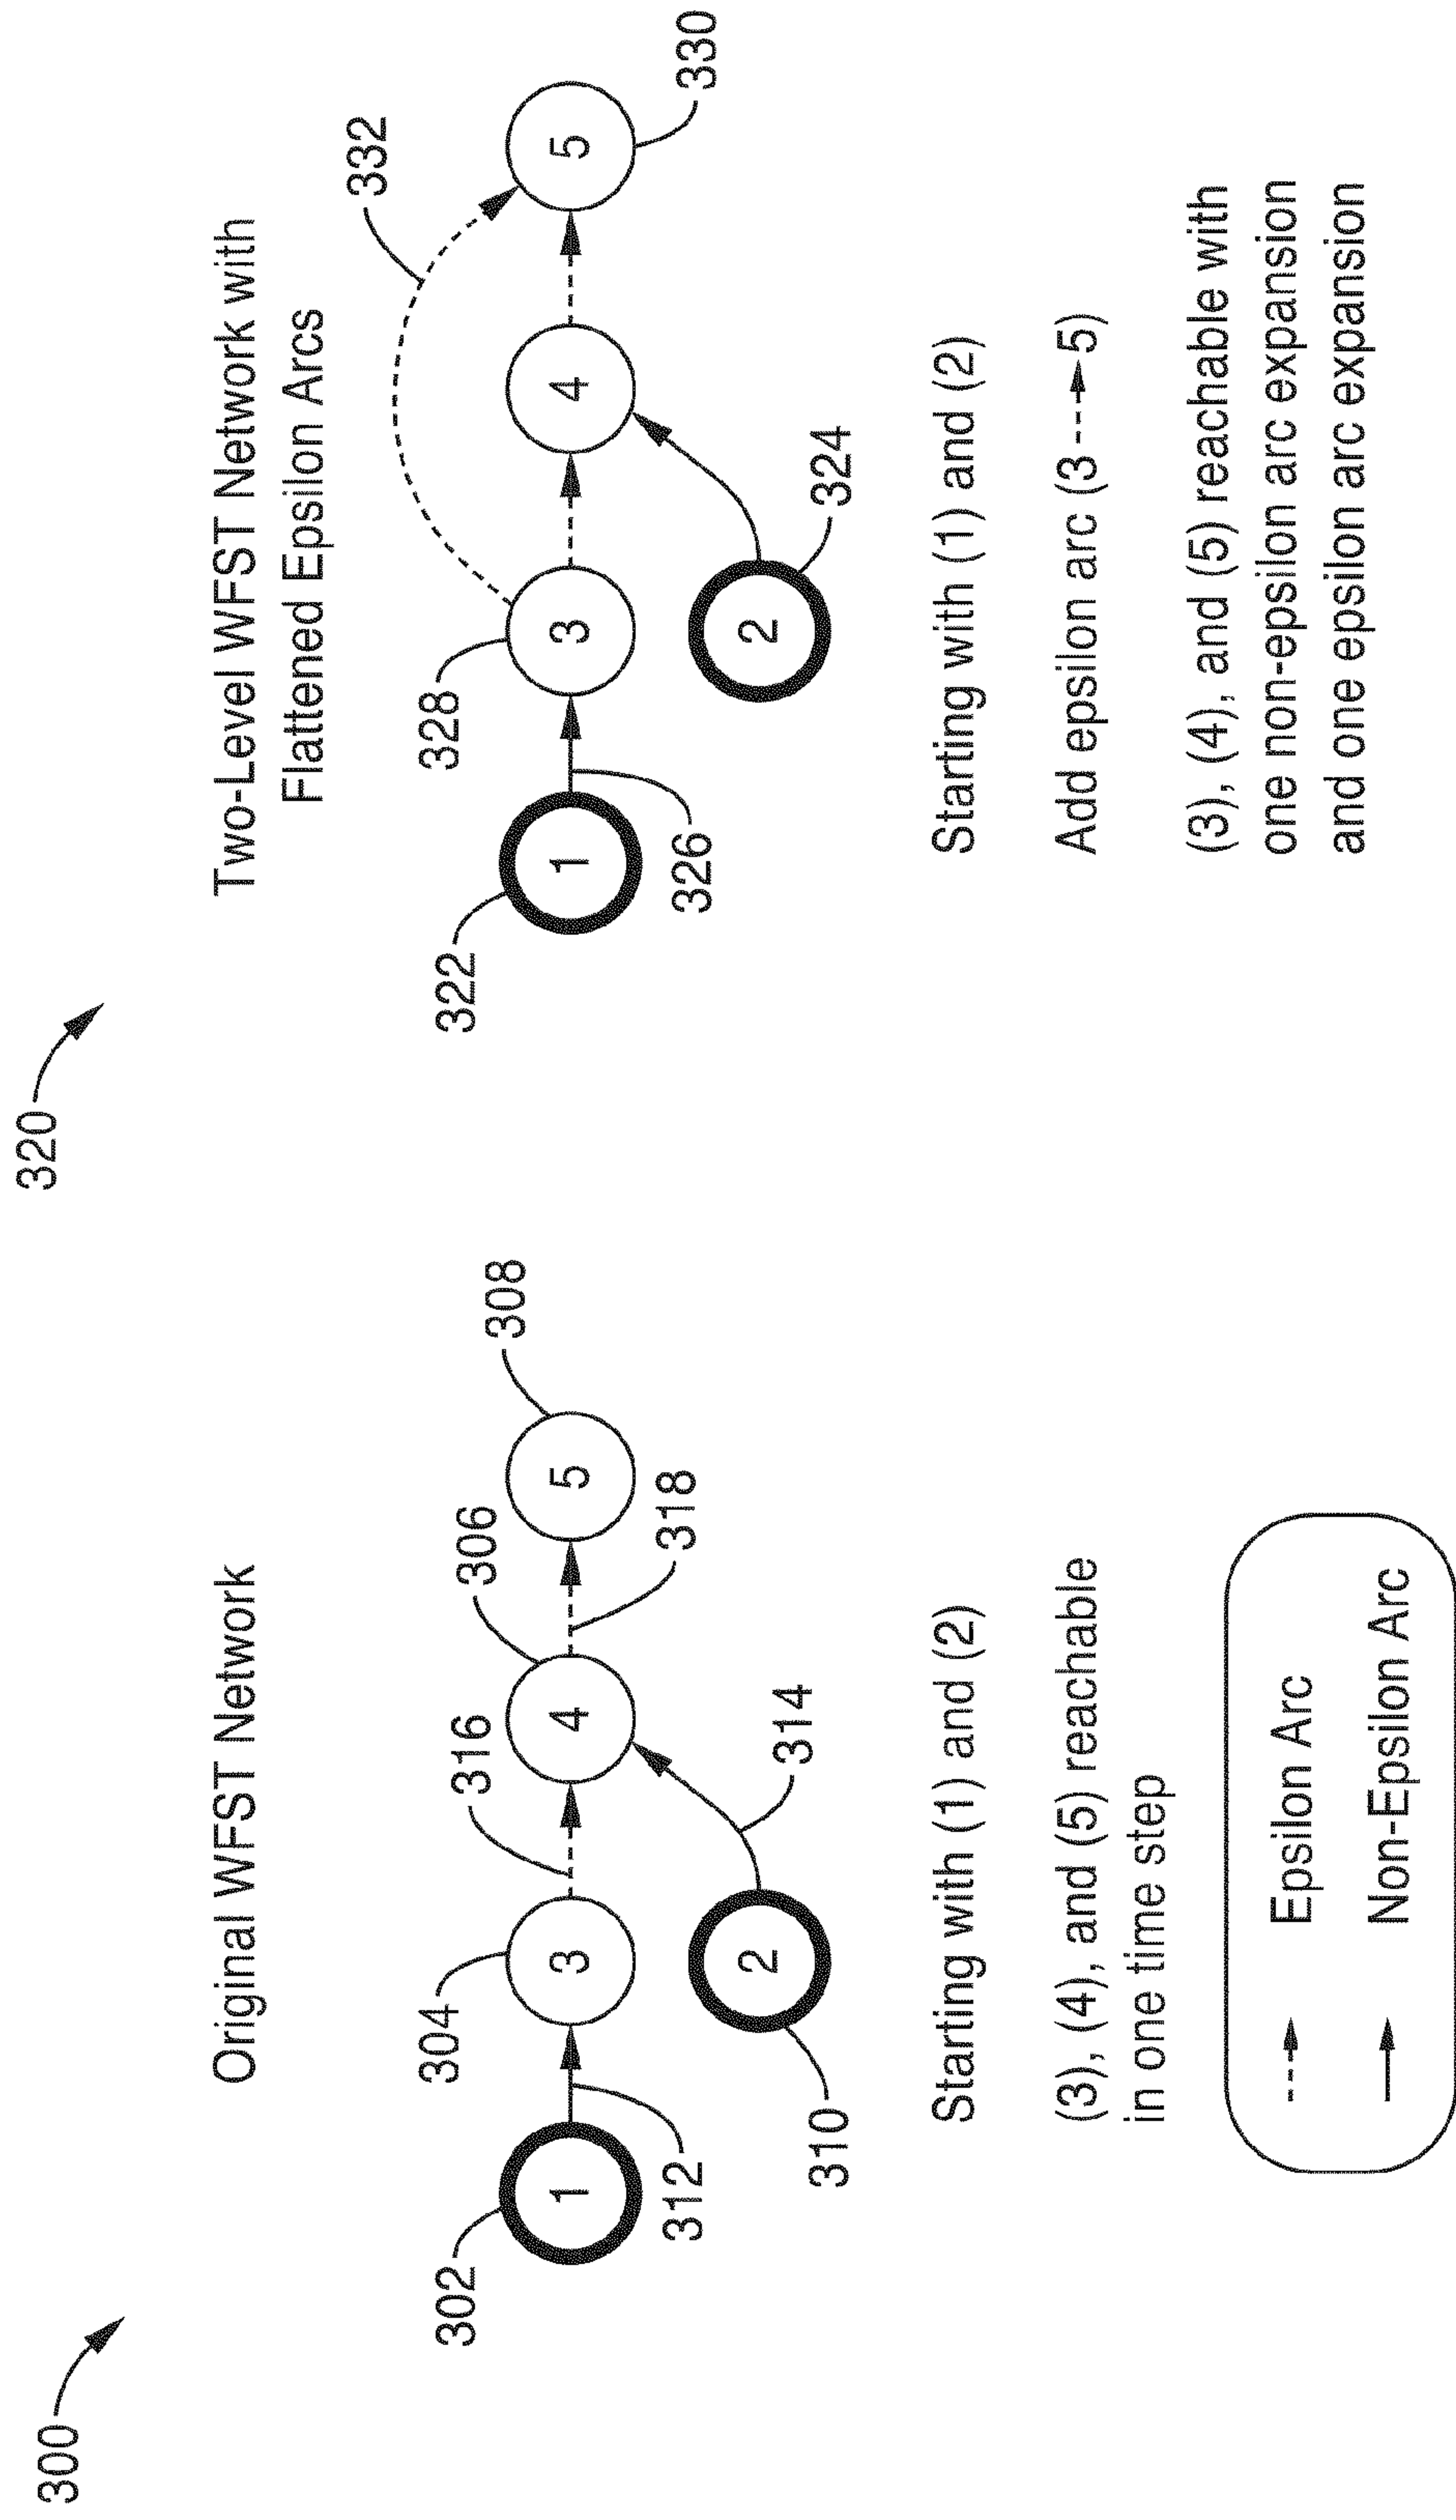 300
Original WFST Network
302
304
316
306
308
1
3
4
5
312
318
2
310
314
Starting with (1) and (2)
(3), (4), and (5) reachable
in one time step
Epsilon Arc
Non-Epsilon Arc
320
Two-Level WFST Network with
Flattened Epsilon Arcs
332
322
328
1
3
4
5
326
330
2
324
Starting with (1) and (2)
Add epsilon arc (3 5)
(3), (4), and (5) reachable with
one non-epsilon arc expansion
and one epsilon arc expansion